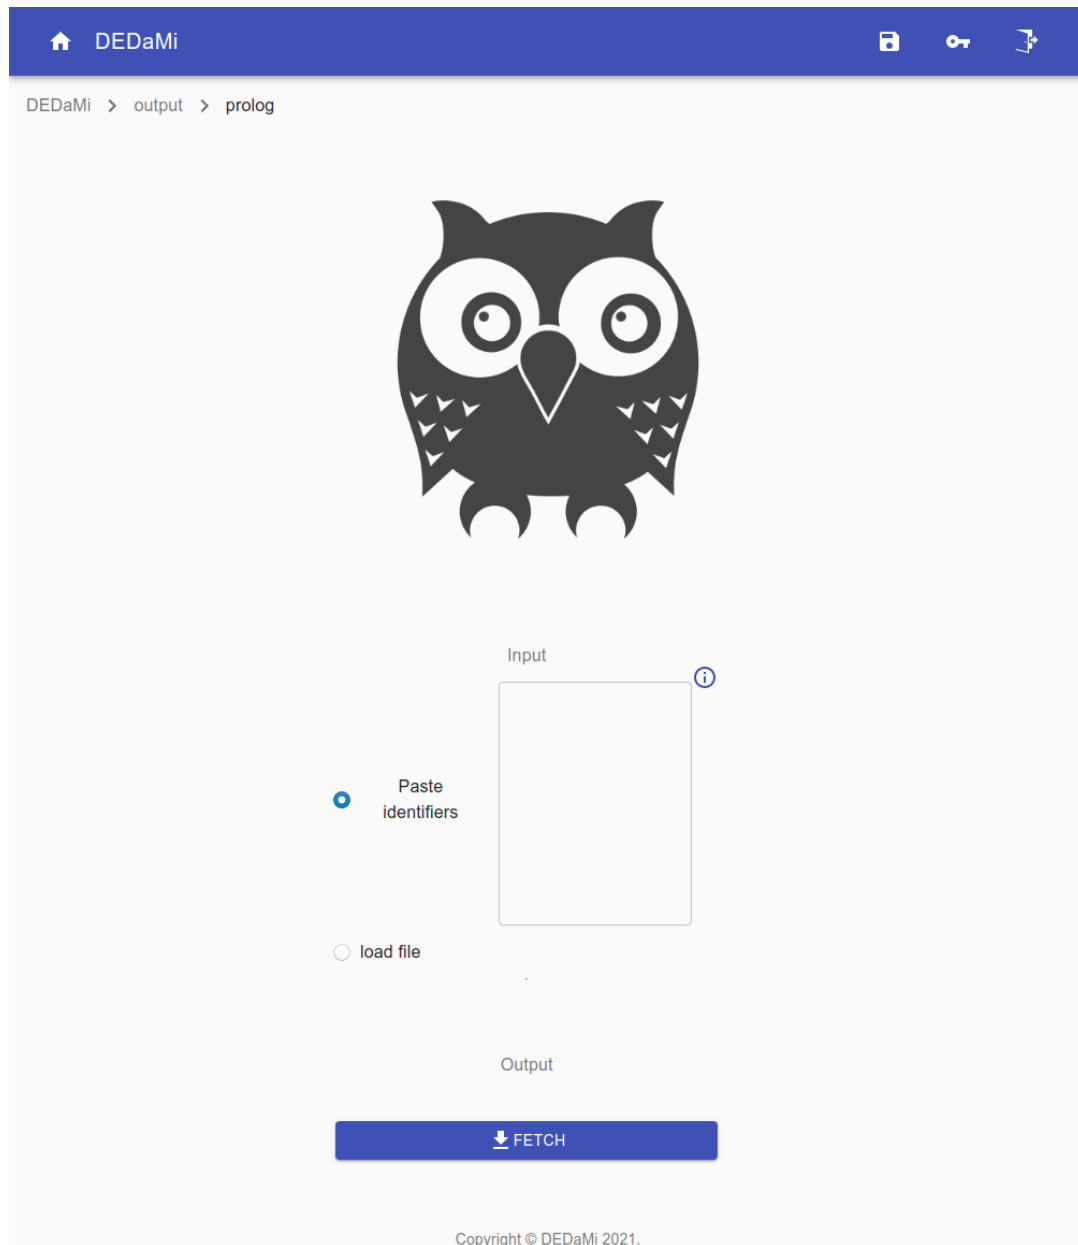 DEDaMi
DEDaMi > output > prolog
Input
Paste
identifiers
load file
.
Output
FETCH
Copyright © DEDaMi 2021.